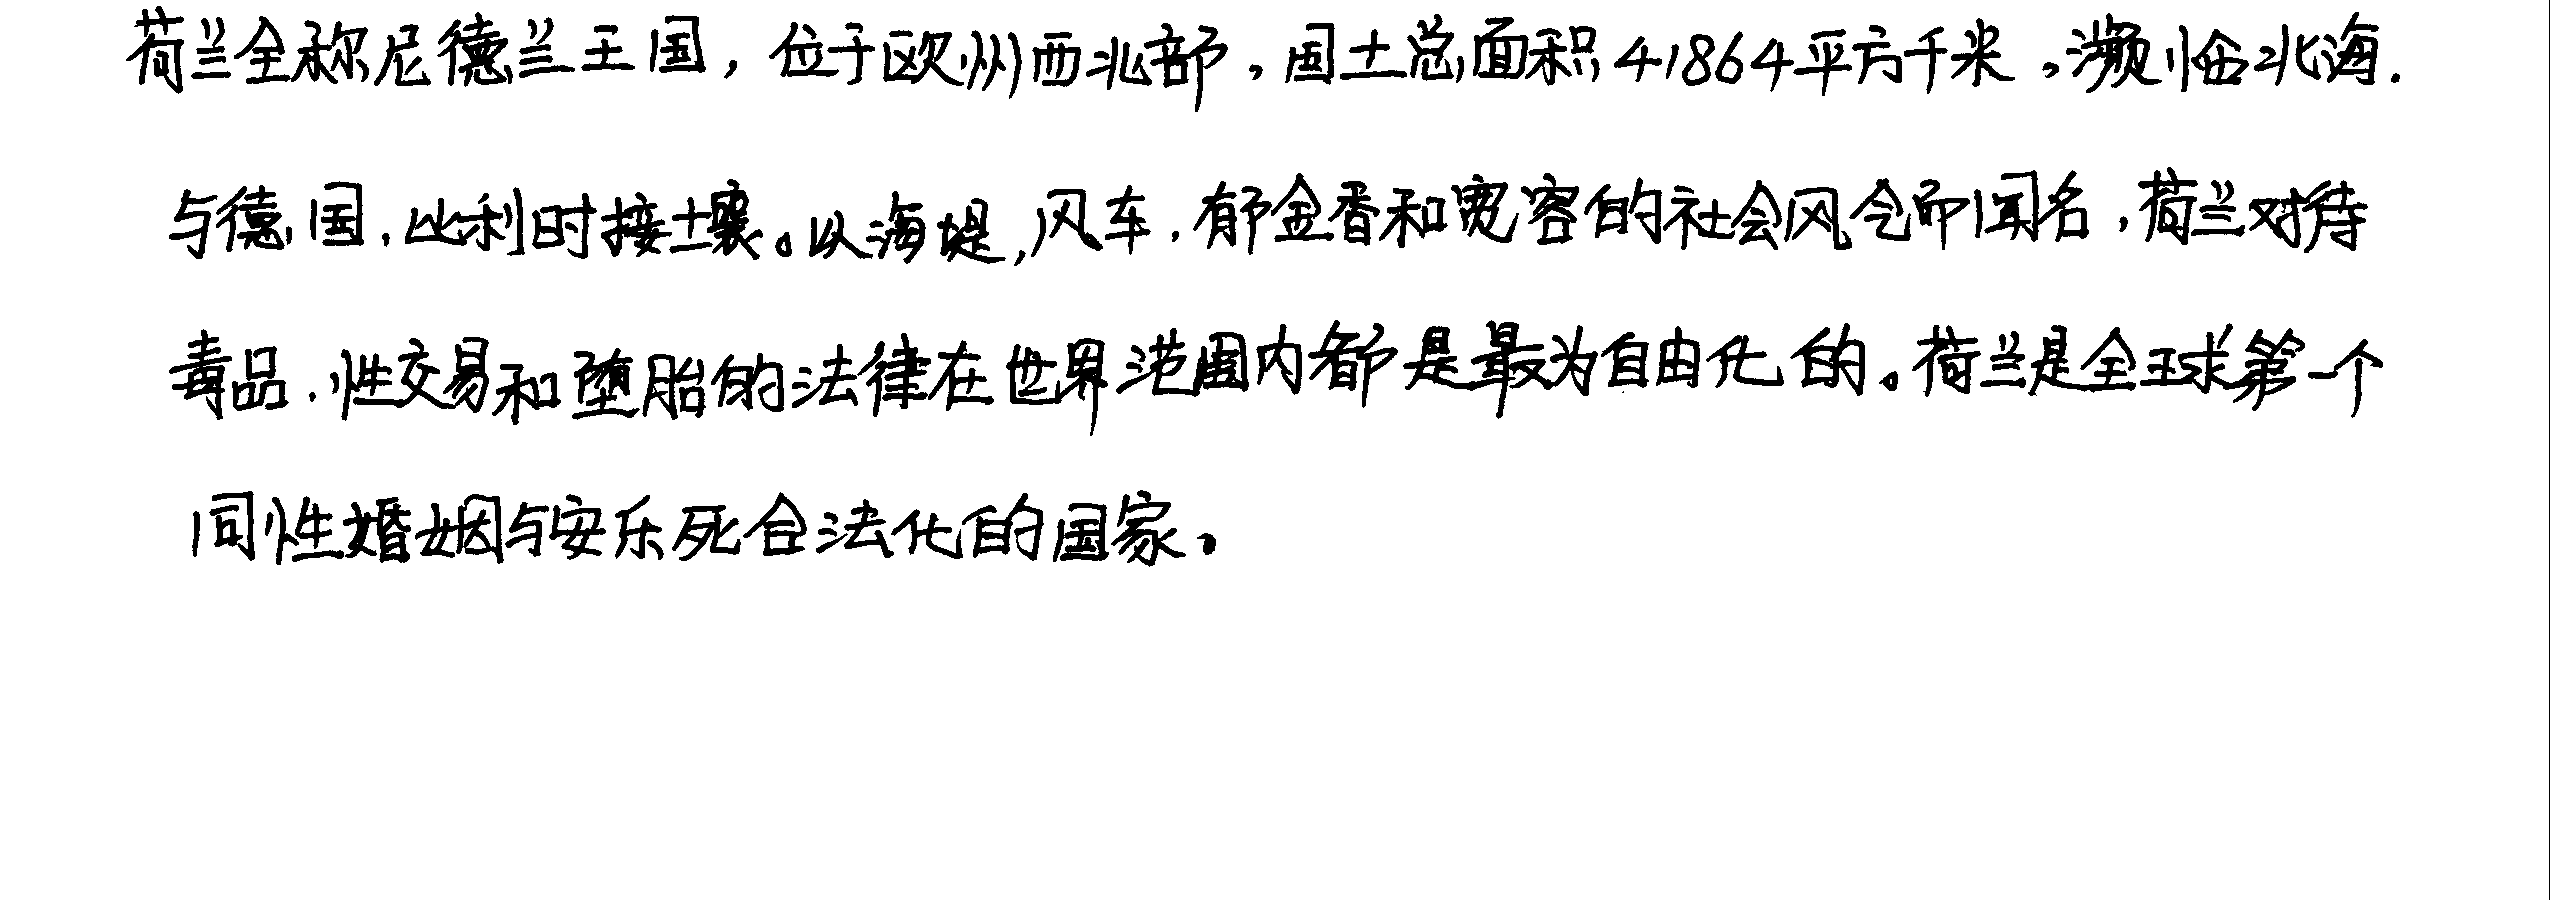 荷兰全称尼德兰王国，位于欧洲西北部，国土总面积41864平方千米，濒临北海.
与德国,比利时接壤。以海堤,风车,郁金香和宽容的社会风气而闻名,荷兰对待
毒品,性交易和堕胎的法律在世界范围内都是最为自由化的。荷兰是全球第一个
同性婚姻与安乐死合法化的国家。